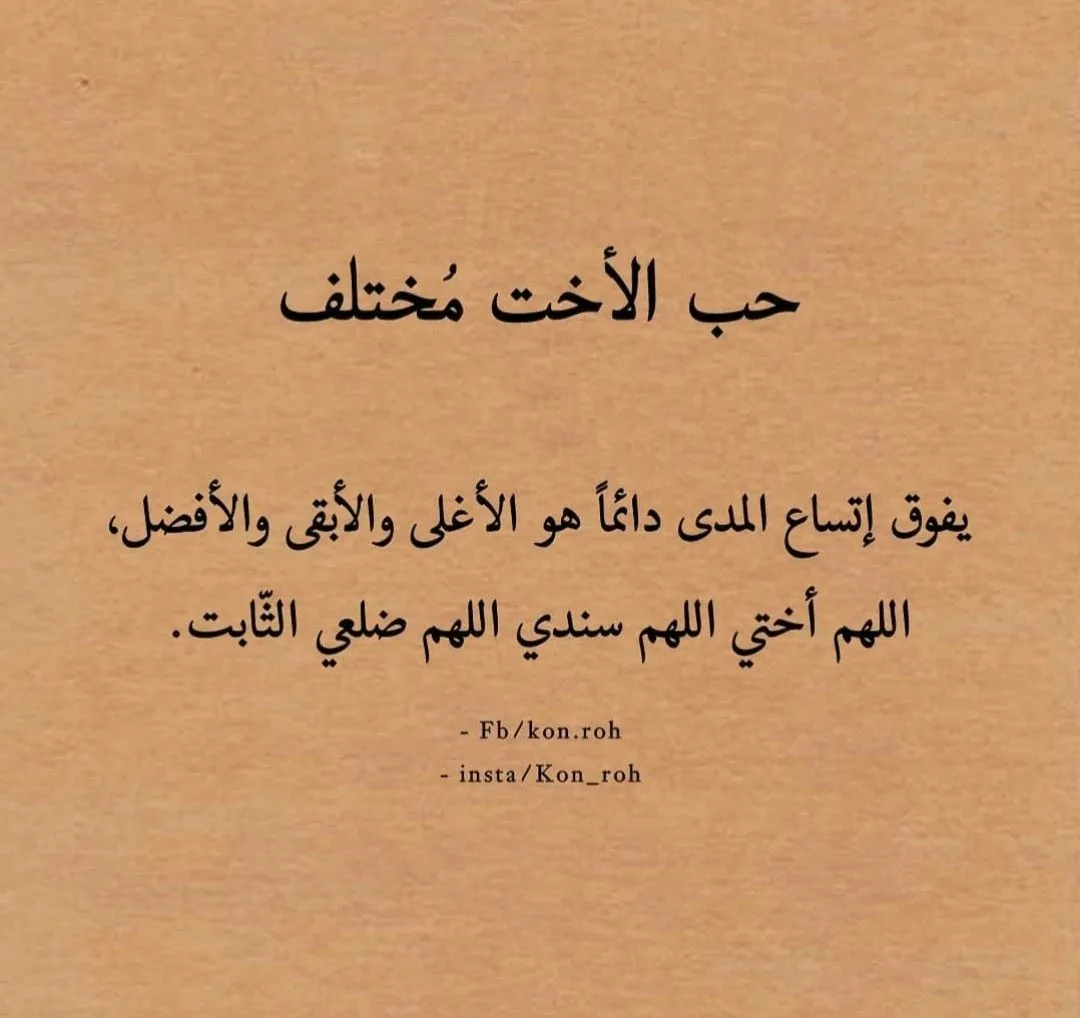 حب الأخت مُختلف
يفوق إتساع المدى دائماً هو الأغلى والأبقى والأفضل،
اللهم أختي اللهم سندي اللهم ضلعي الثّابت.
- Fb/kon.roh
- insta/Kon_roh